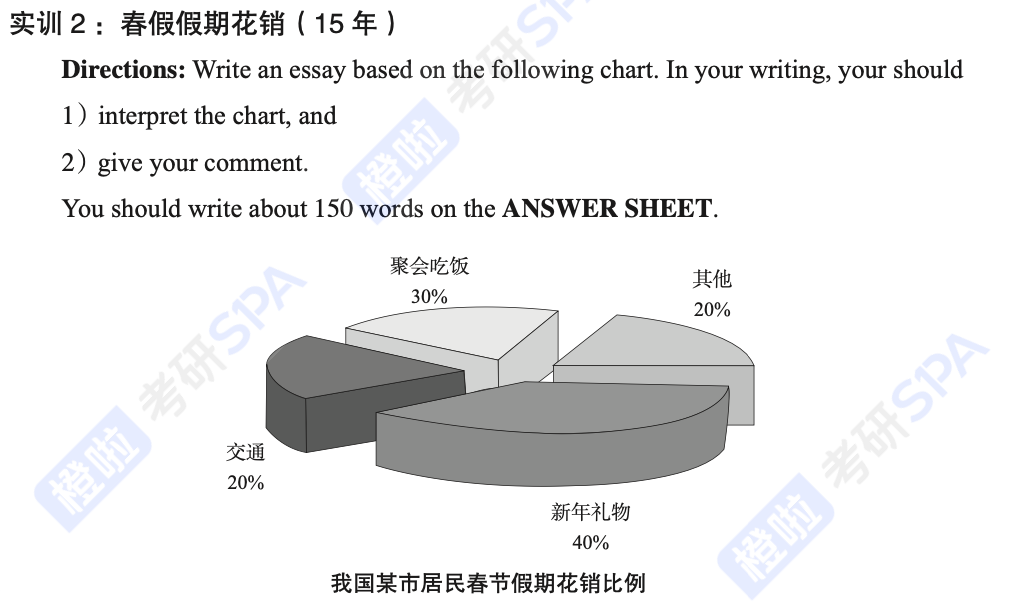 实训 2：春假假期花销（15 年）
Directions: Write an essay based on the following chart. In your writing, your should
1）interpret the chart, and
2）give your comment.
You should write about 150 words on the ANSWER SHEET.
聚会吃饭
30%
其他
20%
交通
20%
新年礼物
40%
我国某市居民春节假期花销比例
橙啦 考研SPA
橙啦 考研SPA
橙啦 考研SPA